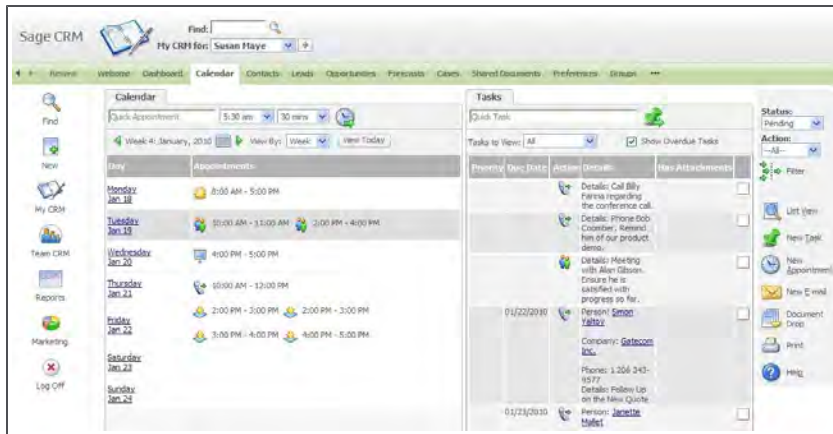 Sage CRM
Find:
My CRM for: Susan Maye
Review Welcome Dashboard Calendar Contacts Leads Opportunities Forecasts Cases Shared Documents Preferences Groups •••
Find
New
My CRM
Team CRM
Reports
Marketing
Log Off
Calendar
Quick Appointment 5:30 am 30 mins
Week 4: January, 2010 View By: Week View Today
Day Appointments
Monday
Jan 18
8:00 AM - 5:00 PM
Tuesday
Jan 19
10:00 AM - 11:00 AM 2:00 PM - 4:00 PM
Wednesday
Jan 20
4:00 PM - 5:00 PM
Thursday
Jan 21
10:00 AM - 12:00 PM
Friday
Jan 22
2:00 PM - 3:00 PM 2:00 PM - 3:00 PM
3:00 PM - 4:00 PM 4:00 PM - 5:00 PM
Saturday
Jan 23
Sunday
Jan 24
Tasks
Quick Task
Tasks to View: All Show Overdue Tasks
Priority Due Date Action Details Has Attachments
Details: Call Billy
Farina regarding
the conference call.
Details: Phone Bob
Coomber. Remind
him of our product
demo.
Details: Meeting
with Alan Gibson.
Ensure he is
satisfied with
progress so far.
01/22/2010 Person: Simon
Yaltoy
Company: Gatecom
Inc.
Phone: 1 206 343-
9577
Details: Follow Up
on the New Quote
01/23/2010 Person: Janette
Mallet
Status:
Pending
Action:
--All--
Filter
List View
New Task
New
Appointment
New E-mail
Document
Drop
Print
Help